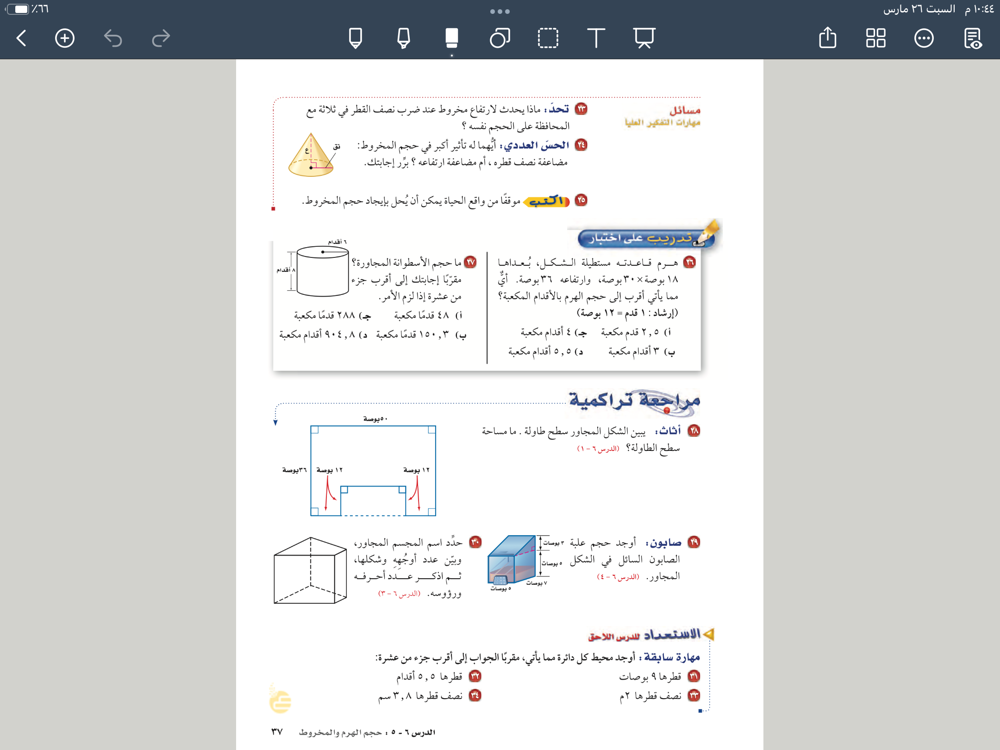 ١٠:٤٤ م السبت ٢٦ مارس
٪٦٦
مسائل
مهارات التفكير العليا
٢٣ تحدّ: ماذا يحدث لارتفاع مخروط عند ضرب نصف القطر في ثلاثة مع
المحافظة على الحجم نفسه ؟
٢٤ الحسّ العددي: أيُّهما له تأثير أكبر في حجم المخروط:
مضاعفة نصف قطره ، أم مضاعفة ارتفاعه ؟ برِّر إجابتك.
نق
ع
٢٥ اكتب موقفًا من واقع الحياة يمكن أن يُحل بإيجاد حجم المخروط.
تدريب على اختبار
٢٦ هـرم قـاعـدتـه مستطيلة الـشـكـل، بُـعـداهـا
١٨ بوصة × ٣٠ بوصة، وارتفاعه ٣٦ بوصة. أيٌّ
مما يأتي أقرب إلى حجم الهرم بالأقدام المكعبة؟
(إرشاد : ١ قدم = ١٢ بوصة)
أ) ٢,٥ قدم مكعبة جـ) ٤ أقدام مكعبة
ب) ٣ أقدام مكعبة د) ٥,٥ أقدام مكعبة
٢٧ ما حجم الأسطوانة المجاورة؟
مقرّبًا إجابتك إلى أقرب جزء
من عشرة إذا لزم الأمر.
٦ أقدام
٨ أقدام
أ) ٤٨ قدمًا مكعبة جـ) ٢٨٨ قدمًا مكعبة
ب) ١٥٠,٣ قدمًا مكعبة د) ٩٠٤,٨ أقدام مكعبة
مراجعة تراكمية
٢٨ أثاث: يبين الشكل المجاور سطح طاولة . ما مساحة
سطح الطاولة؟ (الدرس ٦ – ١)
٥٠بوصة
٣٦بوصة
١٢ بوصة
١٢ بوصة
٢٩ صابون: أوجد حجم علبة
الصابون السائل في الشكل
المجاور. (الدرس ٦ – ٤)
٣ بوصات
٥ بوصات
٧ بوصات
٥ بوصات
٣٠ حدِّد اسم المجسم المجاور،
وبيّن عدد أوجُهِهِ وشكلها،
ثـم اذكـر عـدد أحـرفـه
ورؤوسه. (الدرس ٦ – ٣)
الاستعداد للدرس اللاحق
مهارة سابقة : أوجد محيط كل دائرة مما يأتي، مقربًا الجواب إلى أقرب جزء من عشرة:
٣١ قطرها ٩ بوصات
٣٢ قطرها ٥,٥ أقدام
٣٣ نصف قطرها ٢م
٣٤ نصف قطرها ٣,٨ سم
الدرس ٦ - ٥ : حجم الهرم والمخروط ٣٧